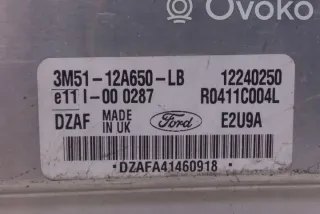 Ovoko
3M51-12A650-LB 12240250
e11 I-00 0287 R0411C004L
DZAF MADE IN UK Ford E2U9A
-DZAFA41460918-